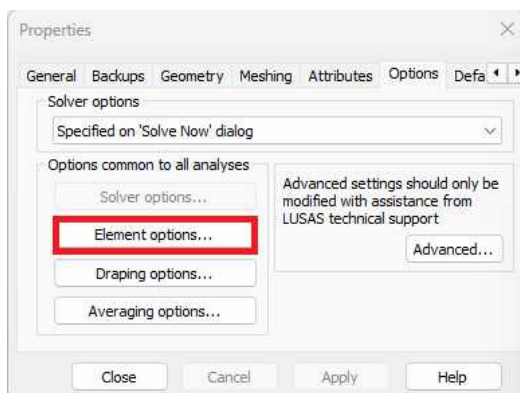 Properties
General Backups Geometry Meshing Attributes Options Defa
Solver options
Specified on 'Solve Now' dialog
Options common to all analyses
Solver options...
Element options...
Draping options...
Averaging options...
Advanced settings should only be
modified with assistance from
LUSAS technical support
Advanced...
Close Cancel Apply Help